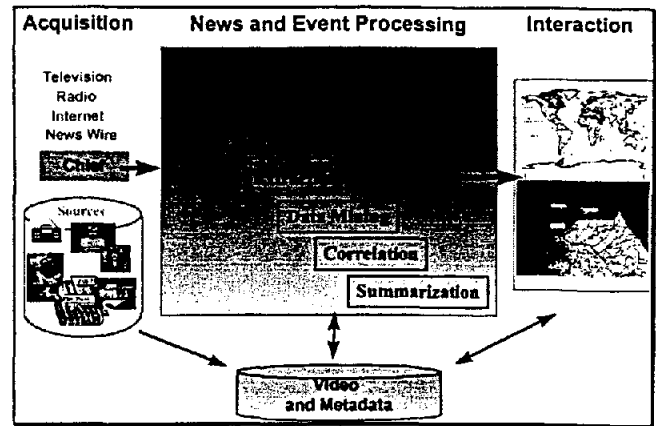 Acquisition
News and Event Processing
Interaction
Television
Radio
Internet
News Wire
Chief
Sources
Data Mining
Correlation
Summarization
Video
and Metadata